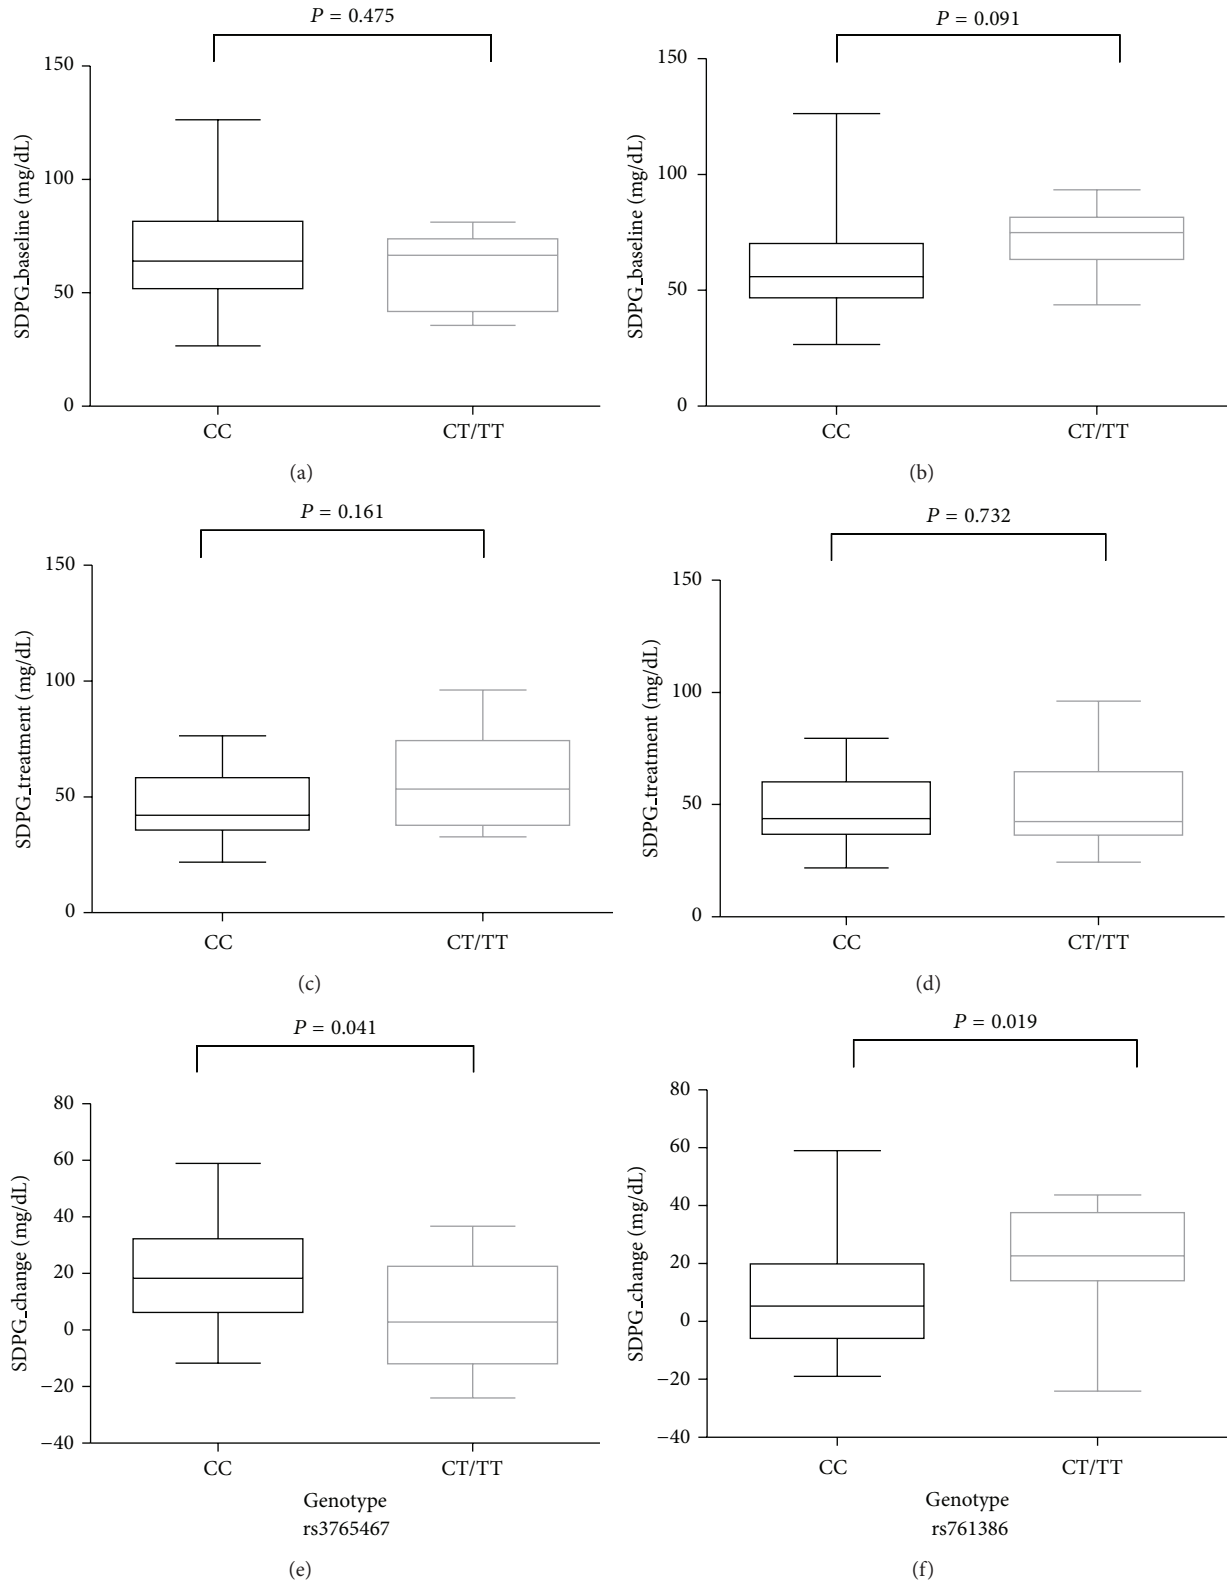 P = 0.475
150
100
50
0
SDPG_baseline (mg/dL)
CC
CT/TT
(a)
P = 0.091
150
100
50
0
SDPG_baseline (mg/dL)
CC
CT/TT
(b)
P = 0.161
150
100
50
0
SDPG_treatment (mg/dL)
CC
CT/TT
(c)
P = 0.732
150
100
50
0
SDPG_treatment (mg/dL)
CC
CT/TT
(d)
P = 0.041
80
60
40
20
0
−20
−40
SDPG_change (mg/dL)
CC
CT/TT
Genotype
rs3765467
(e)
P = 0.019
80
60
40
20
0
−20
−40
SDPG_change (mg/dL)
CC
CT/TT
Genotype
rs761386
(f)